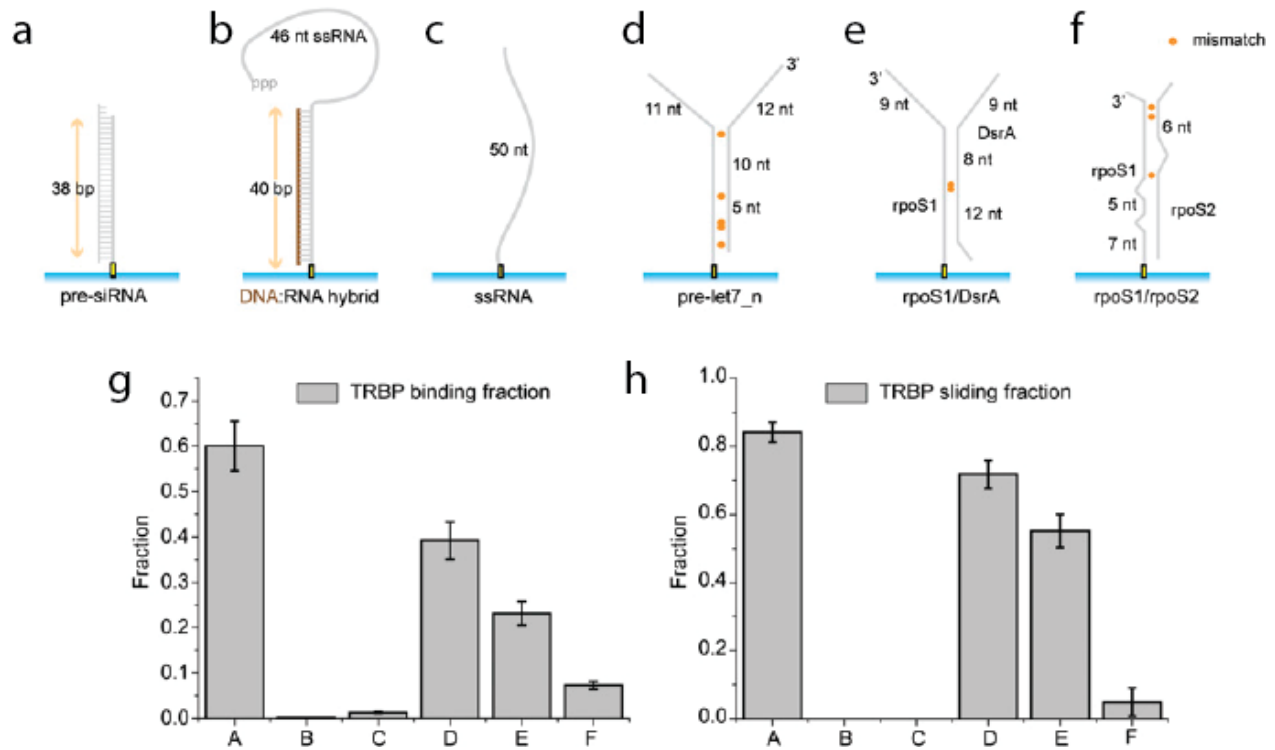 a
b
c
d
e
f
mismatch
46 nt ssRNA
ppp
38 bp
40 bp
50 nt
3'
11 nt
12 nt
10 nt
5 nt
3'
9 nt
9 nt
DsrA
8 nt
rpoS1
12 nt
3'
6 nt
rpoS1
5 nt
rpoS2
7 nt
pre-siRNA
DNA:RNA hybrid
ssRNA
pre-let7_n
rpoS1/DsrA
rpoS1/rpoS2
g
TRBP binding fraction
Fraction
0.7
0.6
0.5
0.4
0.3
0.2
0.1
0.0
A B C D E F
h
TRBP sliding fraction
Fraction
1.0
0.8
0.6
0.4
0.2
0.0
A B C D E F